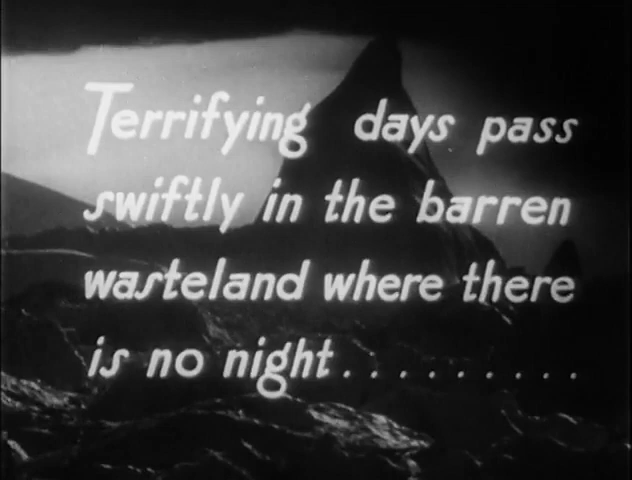 Terrifying days pass
swiftly in the barren
wasteland where there
is no night..........